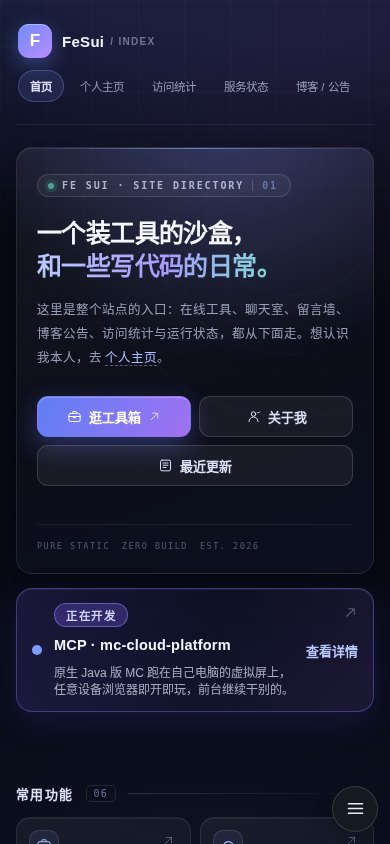 F FeSui / INDEX
首页 个人主页 访问统计 服务状态 博客 / 公告
FE SUI · SITE DIRECTORY | 01
一个装工具的沙盒，
和一些写代码的日常。
这里是整个站点的入口：在线工具、聊天室、留言墙、
博客公告、访问统计与运行状态，都从下面走。想认识
我本人，去 个人主页。
逛工具箱 ↗ 关于我
最近更新
PURE STATIC ZERO BUILD EST. 2026
正在开发
MCP · mc-cloud-platform
查看详情
原生 Java 版 MC 跑在自己电脑的虚拟屏上，
任意设备浏览器即开即玩，前台继续干别的。
常用功能 06